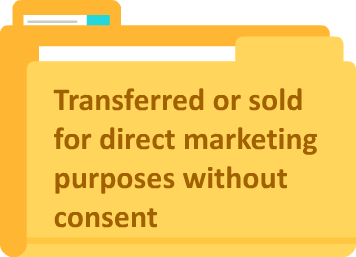 Transferred or sold
for direct marketing
purposes without
consent